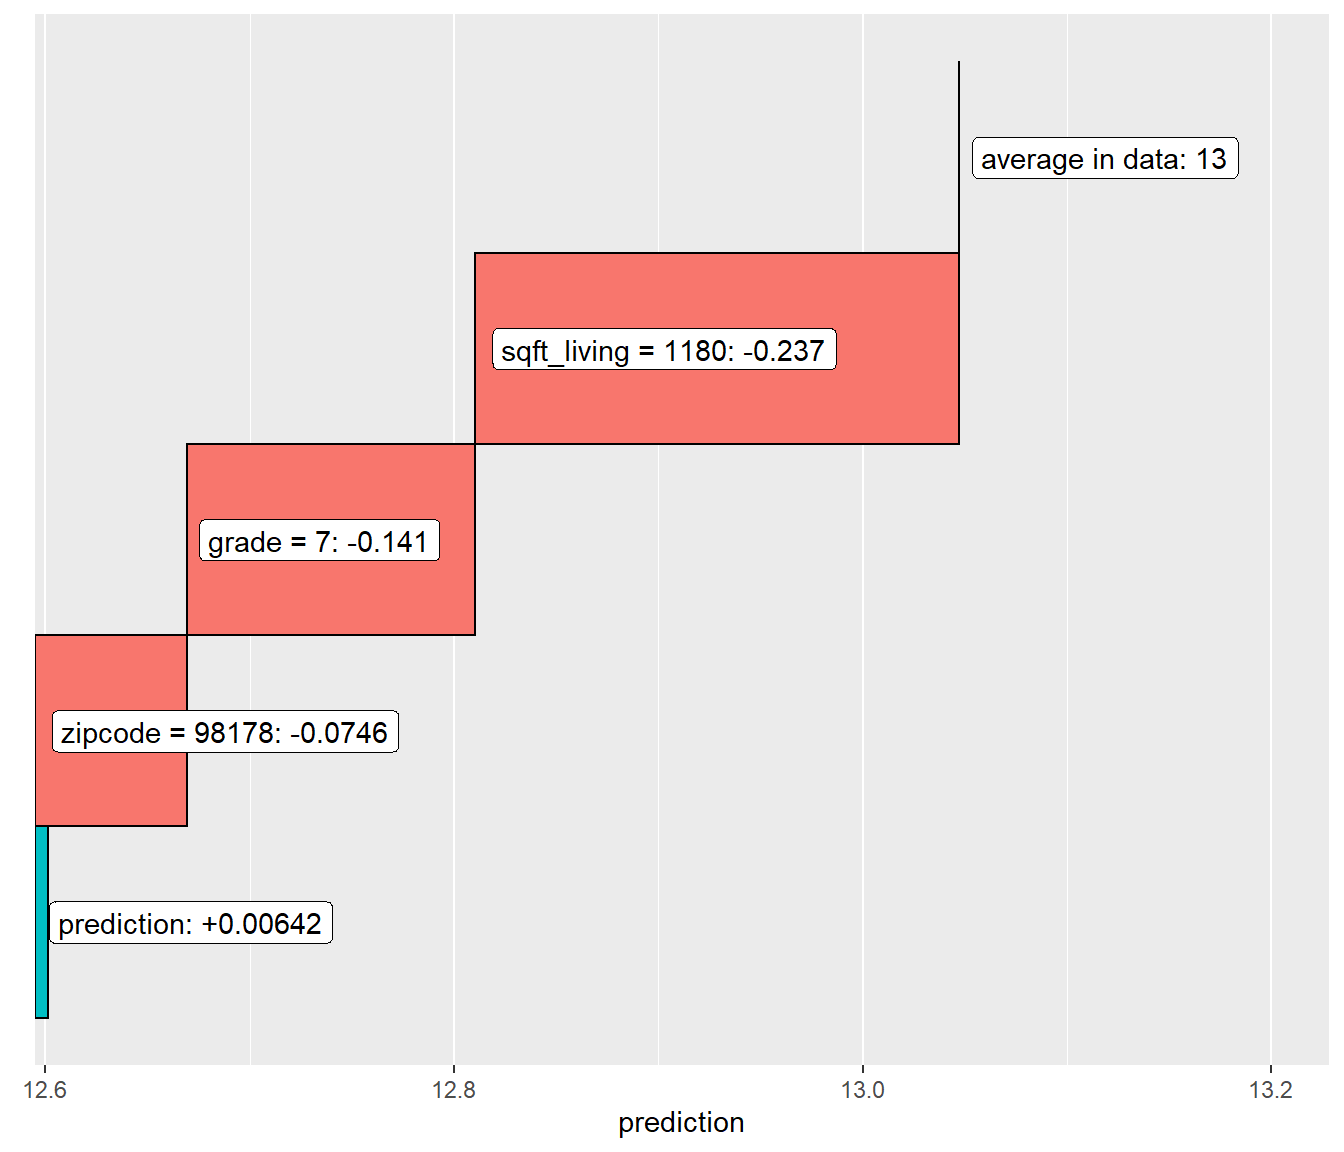 average in data: 13
sqft_living = 1180: -0.237
grade = 7: -0.141
zipcode = 98178: -0.0746
prediction: +0.00642
12.6 12.8 13.0 13.2
prediction